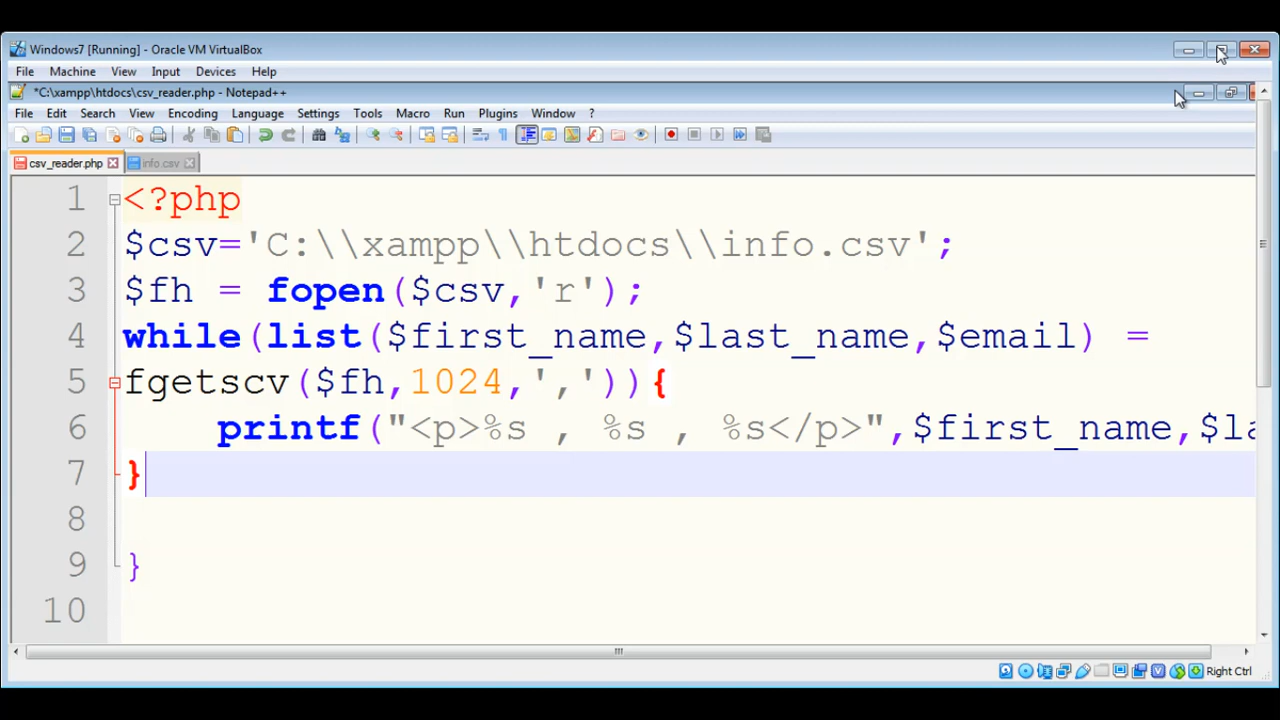 Windows7 [Running] - Oracle VM VirtualBox
File Machine View Input Devices Help
*C:\xampp\htdocs\csv_reader.php - Notepad++
File Edit Search View Encoding Language Settings Tools Macro Run Plugins Window ?
csv_reader.php info.csv
1 <?php
2 $csv='C:\\xampp\\htdocs\\info.csv';
3 $fh = fopen($csv,'r');
4 while(list($first_name,$last_name,$email) =
5 fgetscv($fh,1024,',')){
6 printf("<p>%s , %s , %s</p>",$first_name,$la
7 }
8
9 }
10
Right Ctrl